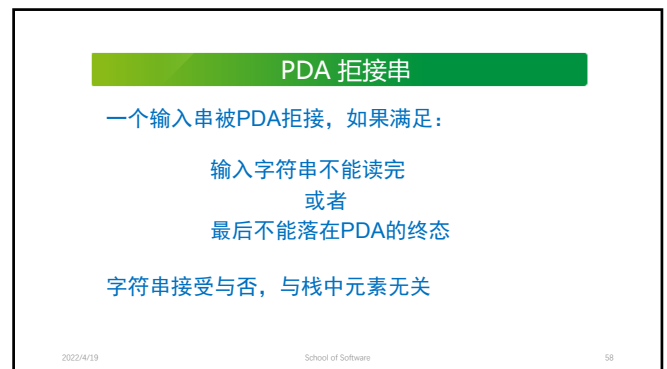 PDA 拒接串
一个输入串被PDA拒接，如果满足：
输入字符串不能读完
或者
最后不能落在PDA的终态
字符串接受与否，与栈中元素无关
2022/4/19
School of Software
58